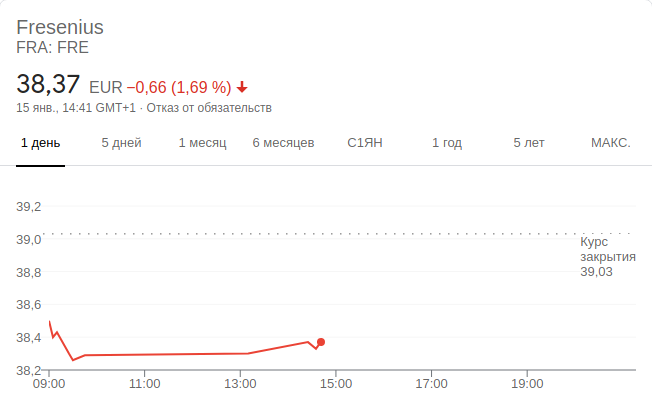 Fresenius
FRA: FRE
38,37 EUR −0,66 (1,69 %)
15 янв., 14:41 GMT+1 · Отказ от обязательств
1 день 5 дней 1 месяц 6 месяцев С1ЯН 1 год 5 лет МАКС.
39,2
39,0
Курс
закрытия
39,03
38,8
38,6
38,4
38,2
09:00 11:00 13:00 15:00 17:00 19:00